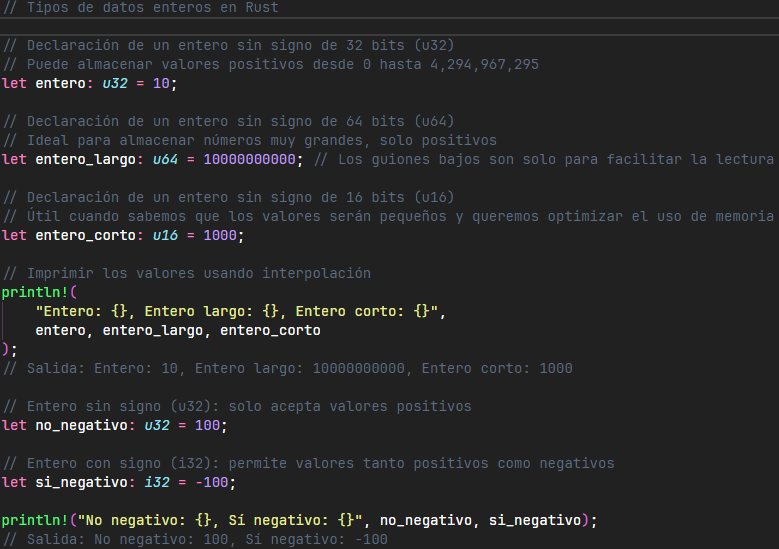 // Tipos de datos enteros en Rust
// Declaración de un entero sin signo de 32 bits (u32)
// Puede almacenar valores positivos desde 0 hasta 4,294,967,295
let entero: u32 = 10;
// Declaración de un entero sin signo de 64 bits (u64)
// Ideal para almacenar números muy grandes, solo positivos
let entero_largo: u64 = 10000000000; // Los guiones bajos son solo para facilitar la lectura
// Declaración de un entero sin signo de 16 bits (u16)
// Útil cuando sabemos que los valores serán pequeños y queremos optimizar el uso de memoria
let entero_corto: u16 = 1000;
// Imprimir los valores usando interpolación
println!(
    "Entero: {}, Entero largo: {}, Entero corto: {}",
    entero, entero_largo, entero_corto
);
// Salida: Entero: 10, Entero largo: 10000000000, Entero corto: 1000
// Entero sin signo (u32): solo acepta valores positivos
let no_negativo: u32 = 100;
// Entero con signo (i32): permite valores tanto positivos como negativos
let si_negativo: i32 = -100;
println!("No negativo: {}, Sí negativo: {}", no_negativo, si_negativo);
// Salida: No negativo: 100, Sí negativo: -100